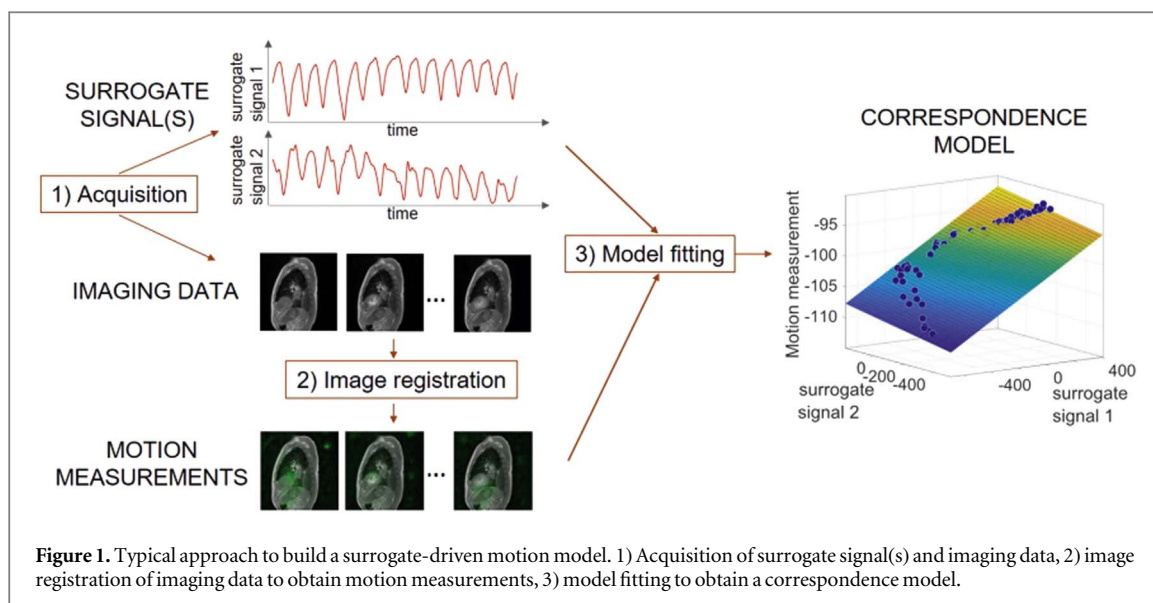 SURROGATE
SIGNAL(S)
surrogate
signal 1
time
surrogate
signal 2
time
1) Acquisition
IMAGING DATA
...
2) Image registration
MOTION
MEASUREMENTS
...
3) Model fitting
CORRESPONDENCE
MODEL
Motion measurement
-95
-100
-105
-110
0
-200
-400
surrogate
signal 2
-400
0
400
surrogate
signal 1
Figure 1. Typical approach to build a surrogate-driven motion model. 1) Acquisition of surrogate signal(s) and imaging data, 2) image
registration of imaging data to obtain motion measurements, 3) model fitting to obtain a correspondence model.